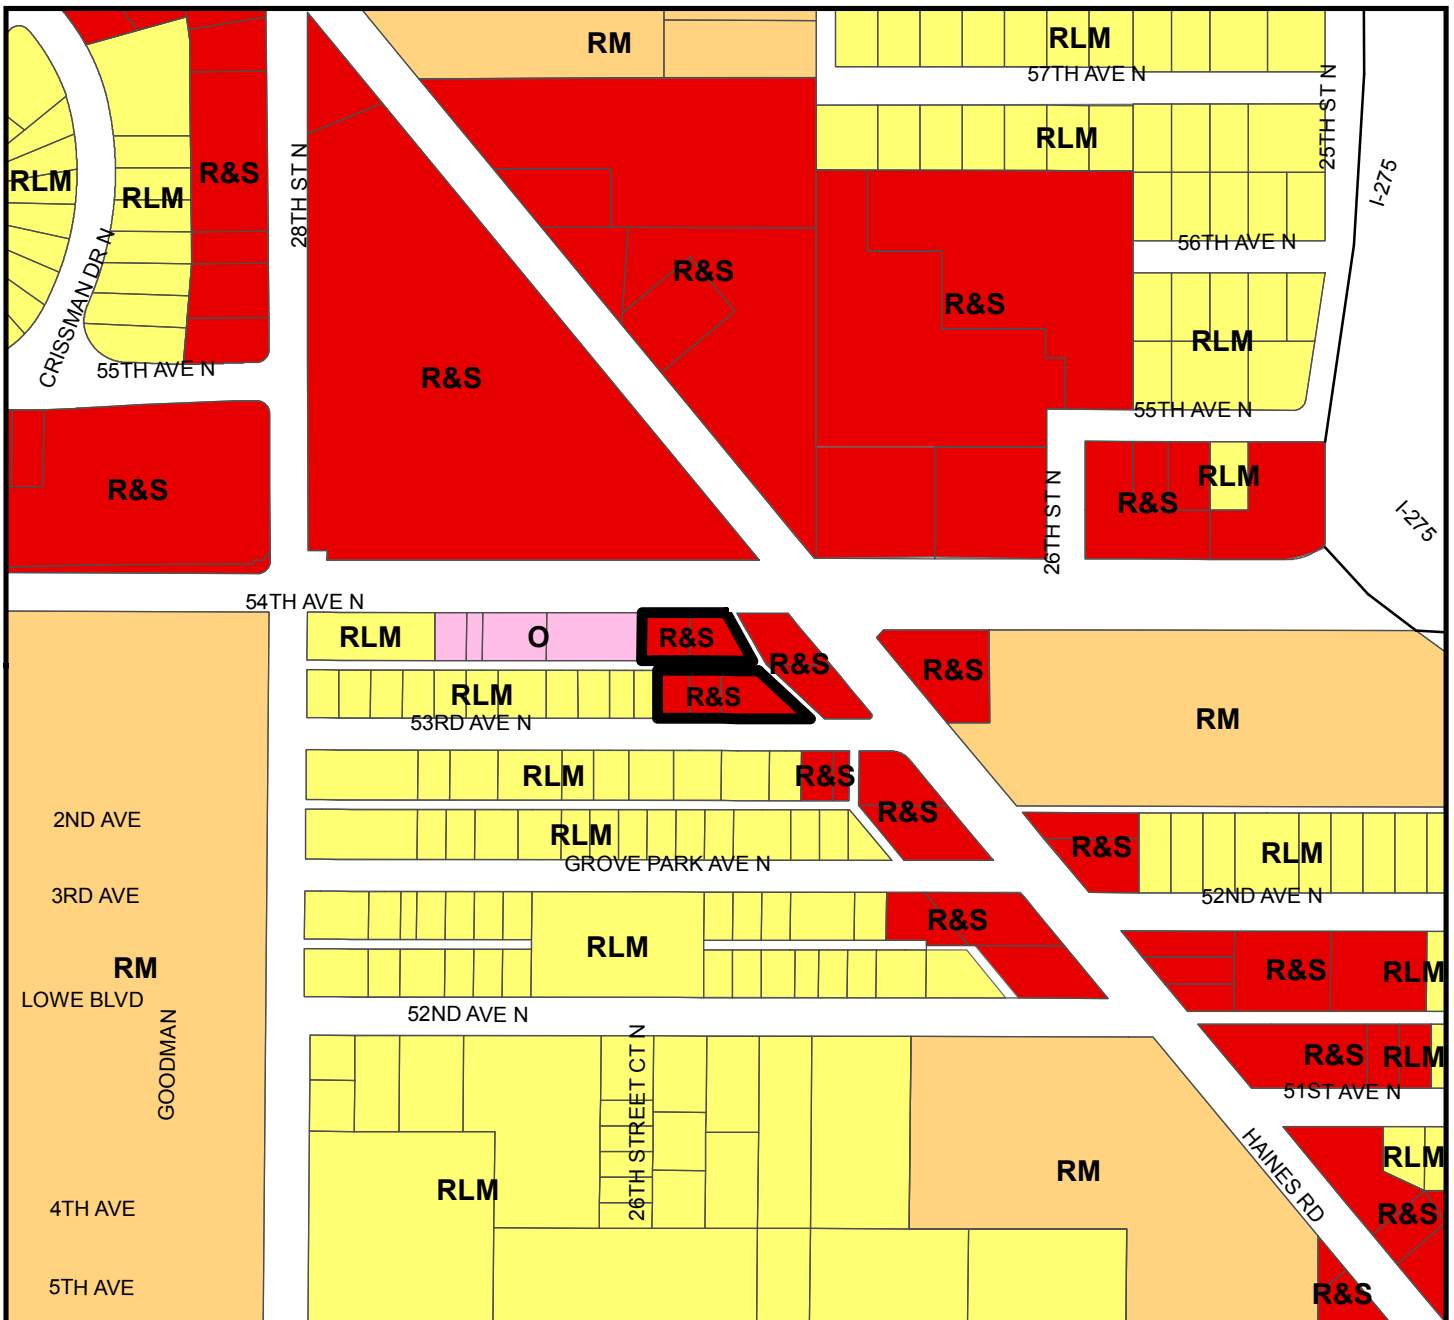 RM
RLM
57TH AVE N
25TH ST N
RLM
R&S
RLM
RLM
28TH ST N
I-275
CRISSMAN DR N
56TH AVE N
R&S
R&S
RLM
55TH AVE N
R&S
55TH AVE N
R&S
RLM
R&S
26TH ST N
I-275
54TH AVE N
RLM
O
R&S
R&S
R&S
RLM
R&S
53RD AVE N
RM
RLM
R&S
R&S
2ND AVE
RLM
GROVE PARK AVE N
R&S
RLM
3RD AVE
52ND AVE N
R&S
RLM
RM
R&S
RLM
LOWE BLVD
52ND AVE N
GOODMAN
26TH STREET CT N
R&S
RLM
51ST AVE N
HAINES RD
RLM
RM
RLM
4TH AVE
R&S
5TH AVE
R&S